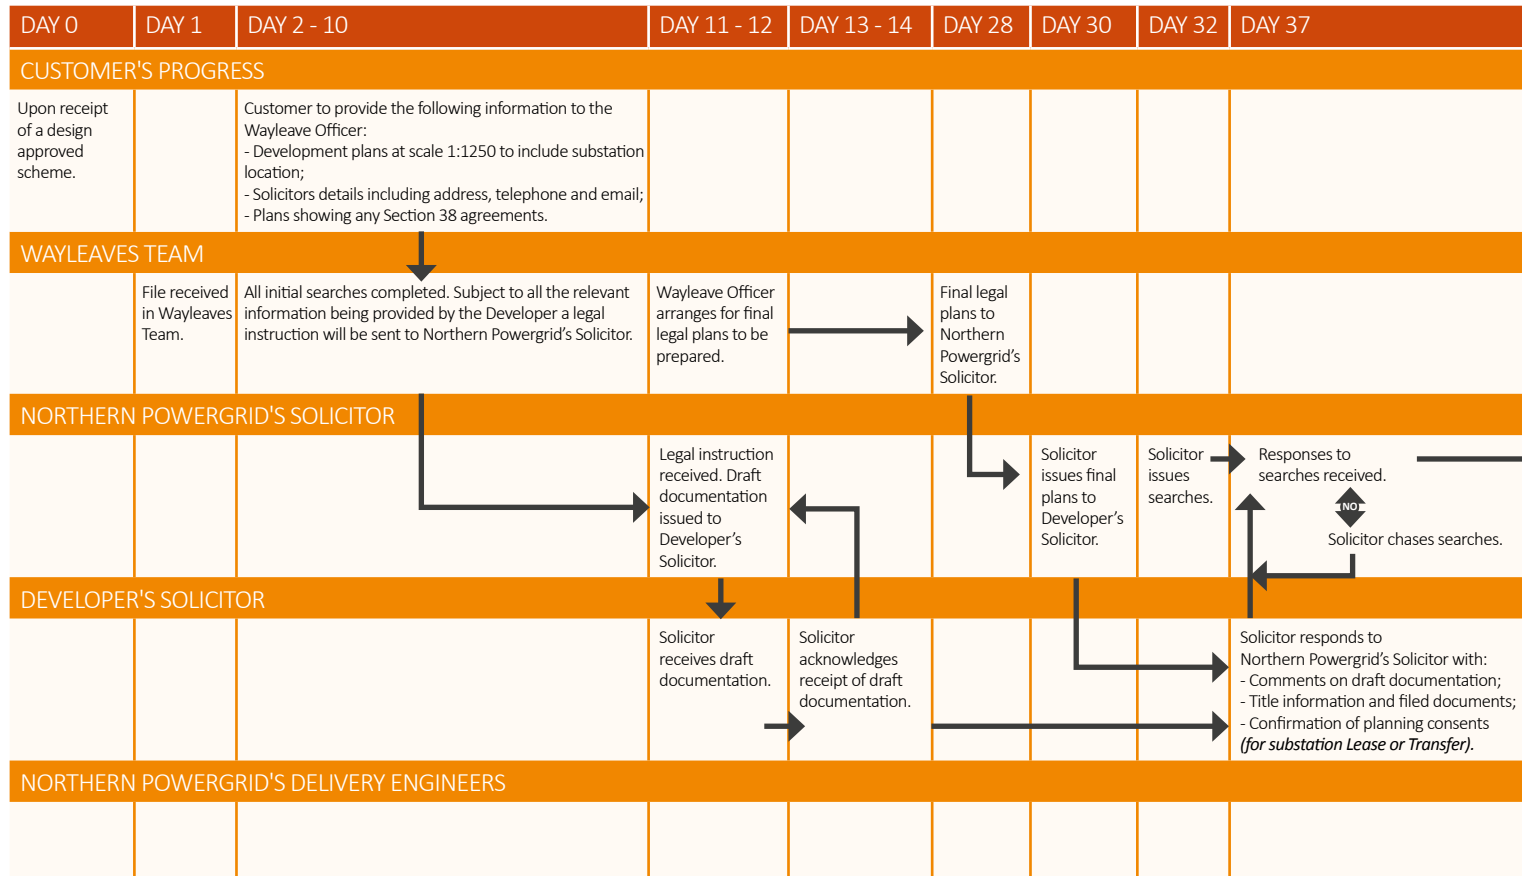 DAY 0
DAY 1
DAY 2 - 10
DAY 11 - 12
DAY 13 - 14
DAY 28
DAY 30
DAY 32
DAY 37
CUSTOMER'S PROGRESS
Upon receipt
of a design
approved
scheme.
Customer to provide the following information to the
Wayleave Officer:
- Development plans at scale 1:1250 to include substation
location;
- Solicitors details including address, telephone and email;
- Plans showing any Section 38 agreements.
WAYLEAVES TEAM
File received
in Wayleaves
Team.
All initial searches completed. Subject to all the relevant
information being provided by the Developer a legal
instruction will be sent to Northern Powergrid’s Solicitor.
Wayleave Officer
arranges for final
legal plans to be
prepared.
Final legal
plans to
Northern
Powergrid’s
Solicitor.
NORTHERN POWERGRID'S SOLICITOR
Legal instruction
received. Draft
documentation
issued to
Developer’s
Solicitor.
Solicitor
issues final
plans to
Developer’s
Solicitor.
Solicitor
issues
searches.
Responses to
searches received.
NO
Solicitor chases searches.
DEVELOPER'S SOLICITOR
Solicitor
receives draft
documentation.
Solicitor
acknowledges
receipt of draft
documentation.
Solicitor responds to
Northern Powergrid’s Solicitor with:
- Comments on draft documentation;
- Title information and filed documents;
- Confirmation of planning consents
(for substation Lease or Transfer).
NORTHERN POWERGRID'S DELIVERY ENGINEERS